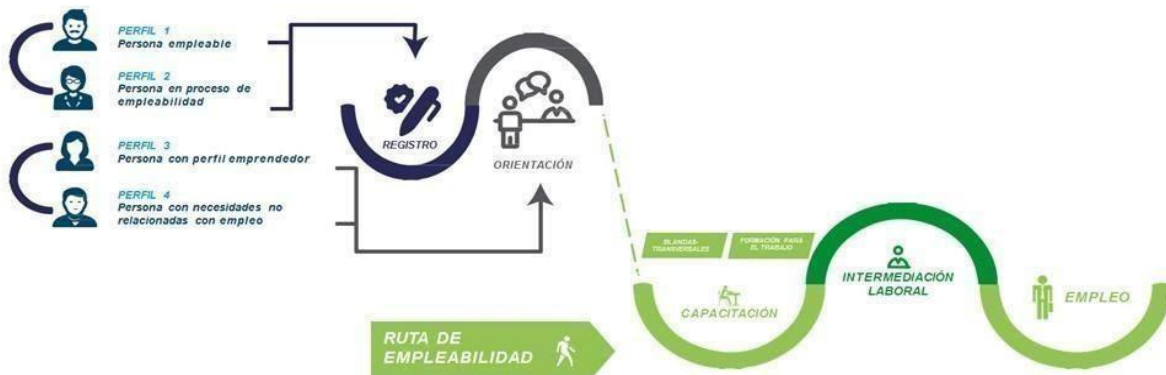 PERFIL 1
Persona empleable
PERFIL 2
Persona en proceso de
empleabilidad
PERFIL 3
Persona con perfil emprendedor
PERFIL 4
Persona con necesidades no
relacionadas con empleo
REGISTRO
ORIENTACIÓN
BLANDAS-
TRANSVERSALES
FORMACIÓN PARA
EL TRABAJO
CAPACITACIÓN
INTERMEDIACIÓN
LABORAL
EMPLEO
RUTA DE
EMPLEABILIDAD